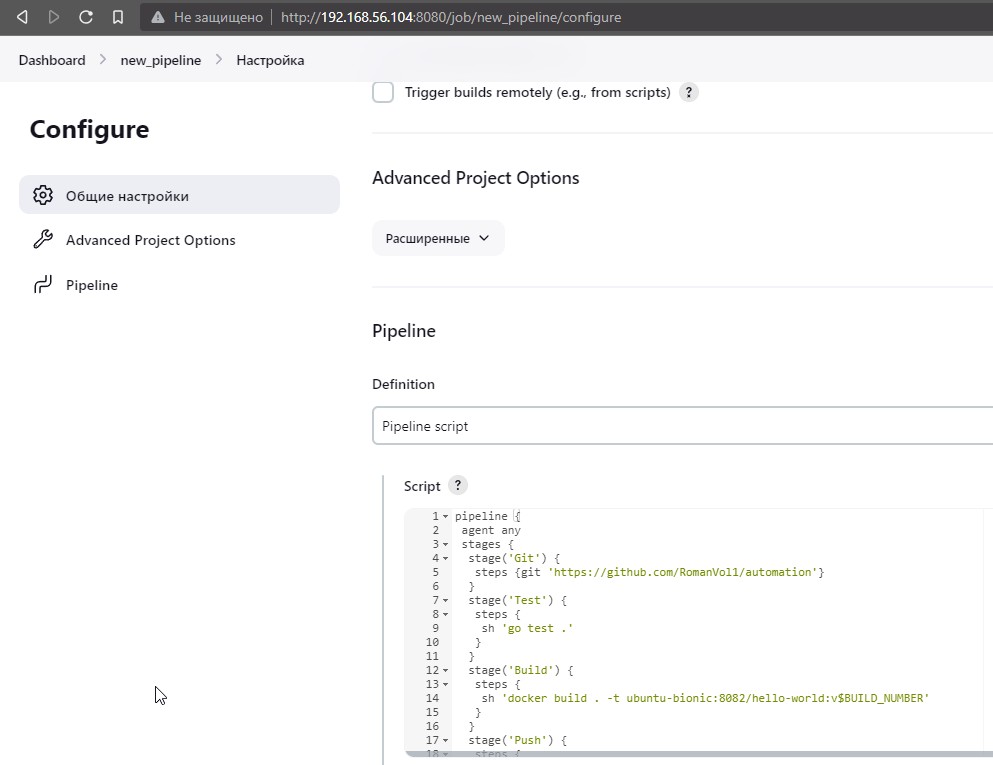 Не защищено http://192.168.56.104:8080/job/new_pipeline/configure
Dashboard > new_pipeline > Настройка
Trigger builds remotely (e.g., from scripts) ?
Configure
Общие настройки
Advanced Project Options
Pipeline
Advanced Project Options
Расширенные
Pipeline
Definition
Pipeline script
Script ?
1 pipeline {
2 agent any
3 stages {
4 stage('Git') {
5 steps {git 'https://github.com/RomanVol1/automation'}
6 }
7 stage('Test') {
8 steps {
9 sh 'go test .'
10 }
11 }
12 stage('Build') {
13 steps {
14 sh 'docker build . -t ubuntu-bionic:8082/hello-world:v$BUILD_NUMBER'
15 }
16 }
17 stage('Push') {
18 steps {